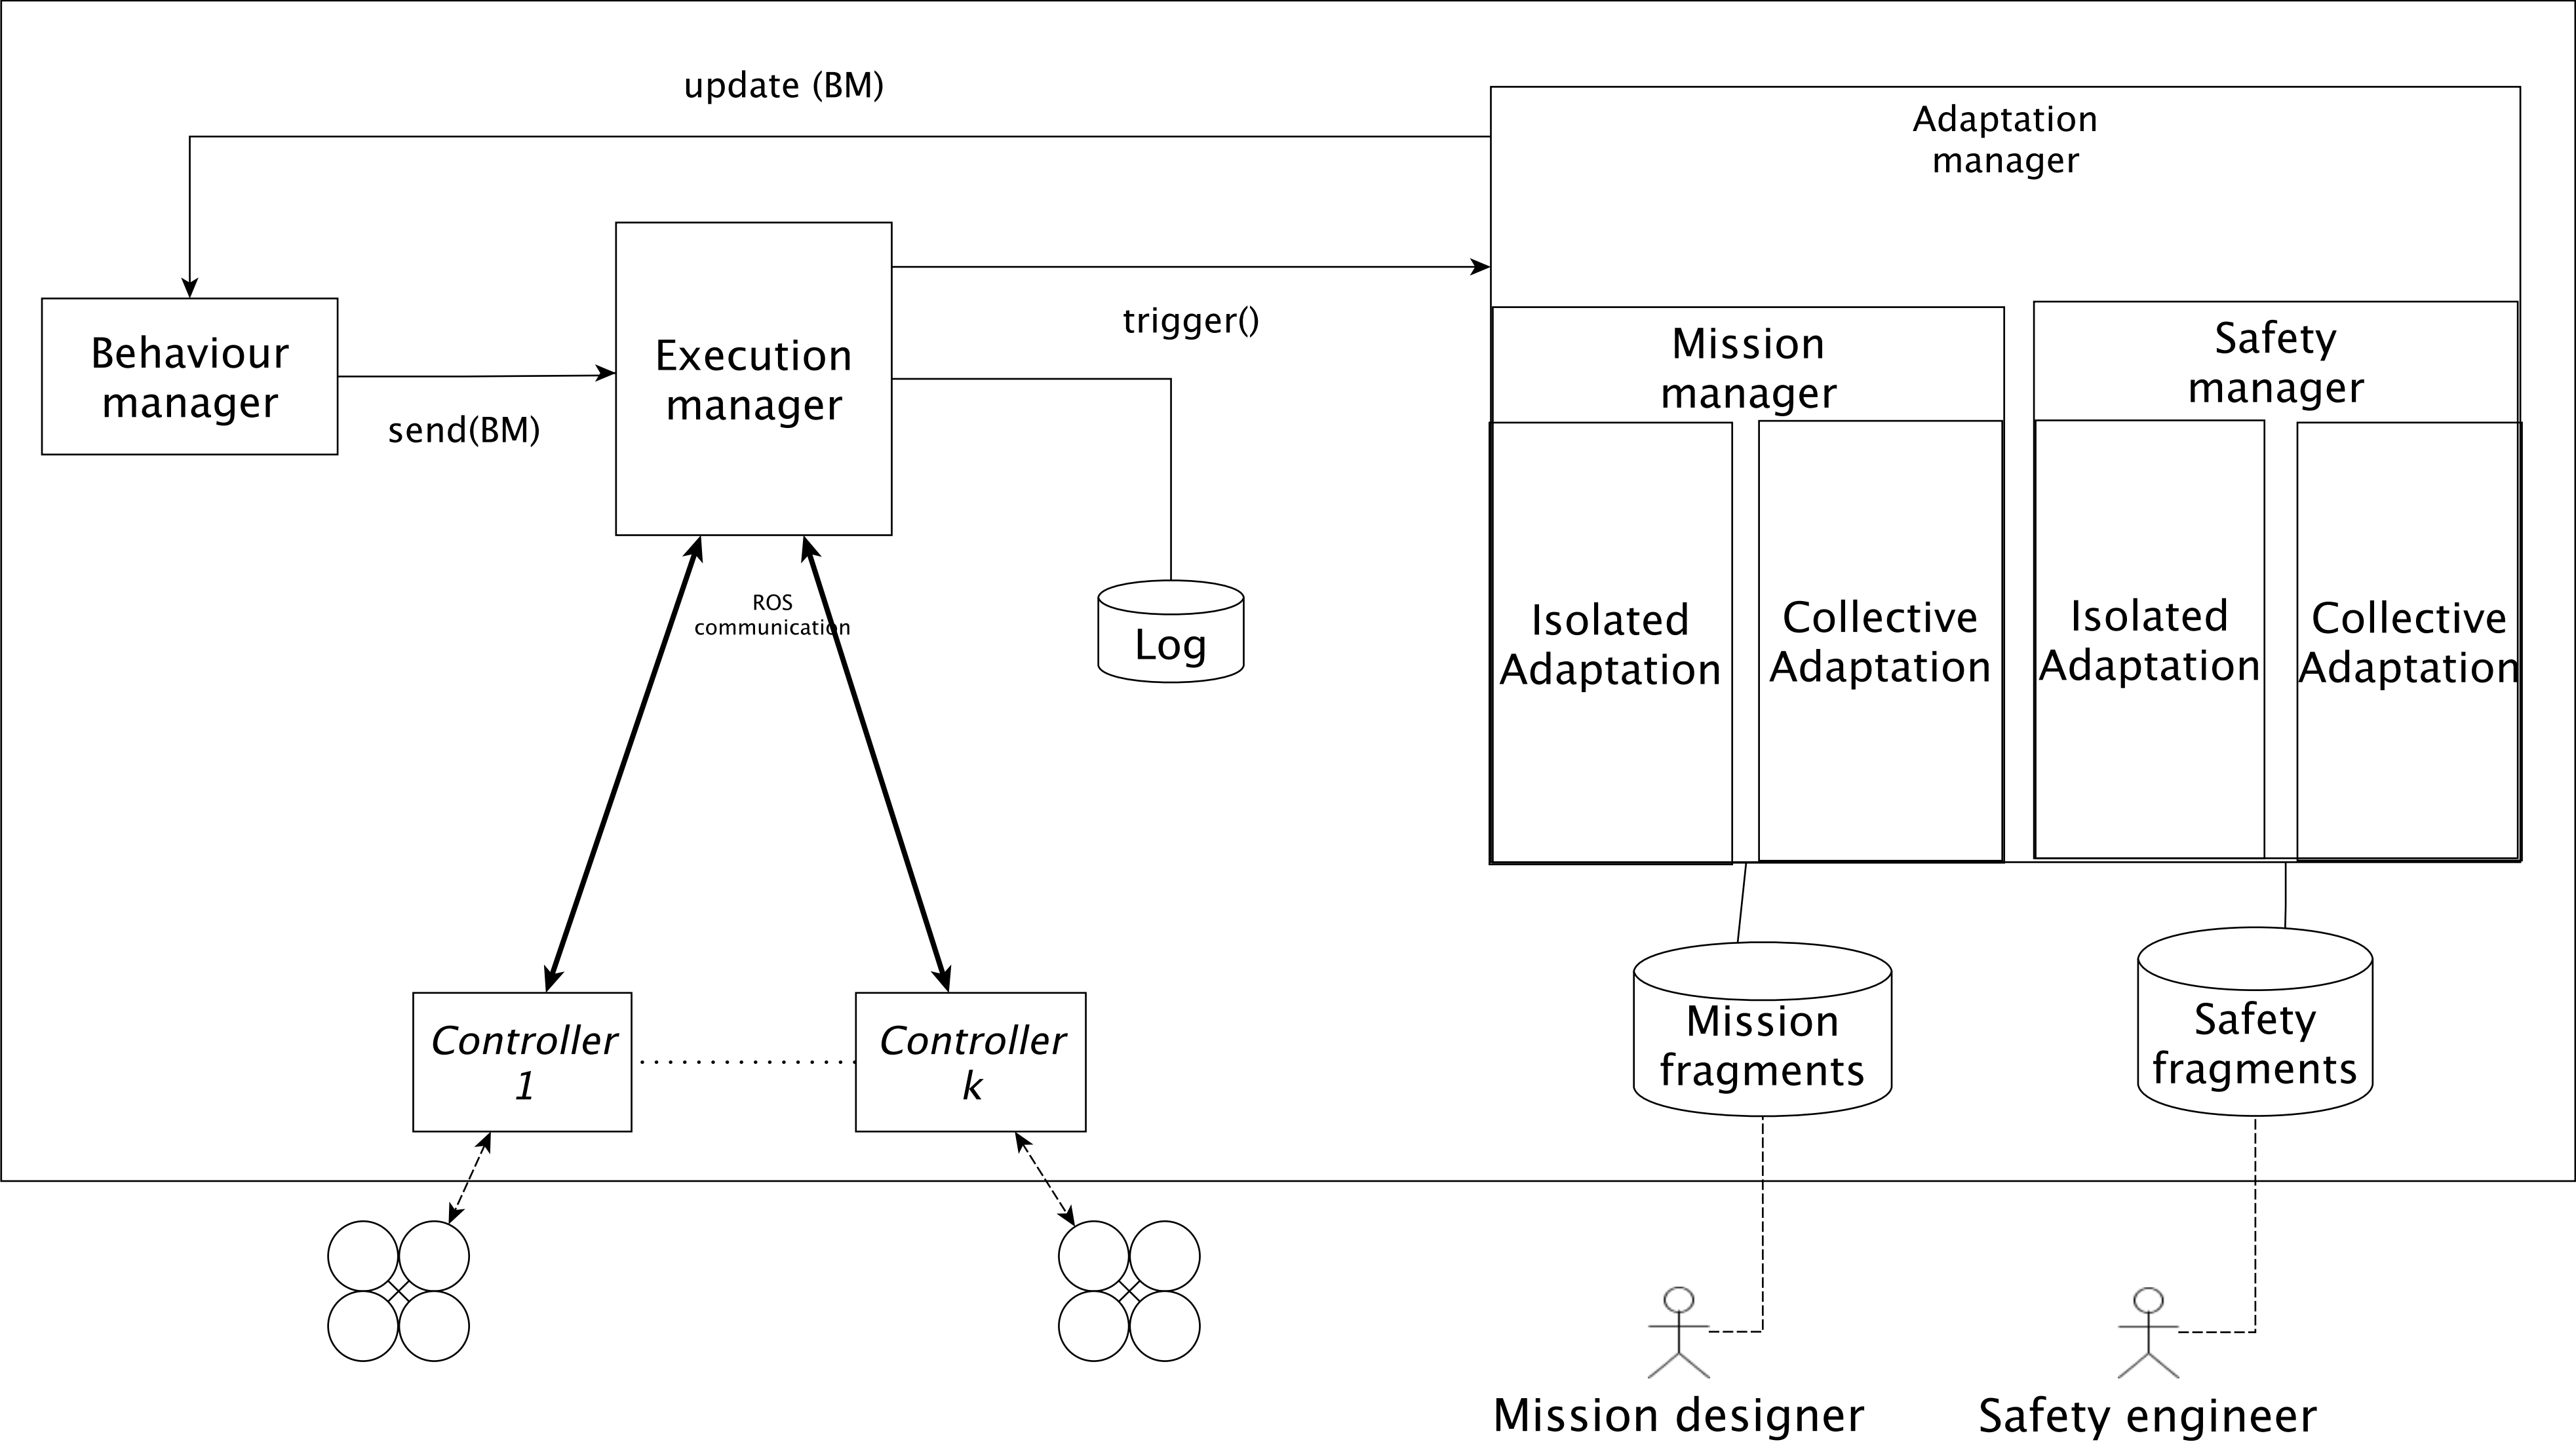 update (BM)
Adaptation
manager
Behaviour
manager
send(BM)
Execution
manager
trigger()
Mission
manager
Safety
manager
ROS
communication
Log
Isolated
Adaptation
Collective
Adaptation
Isolated
Adaptation
Collective
Adaptation
Controller
1
Controller
k
Mission
fragments
Safety
fragments
Mission designer
Safety engineer